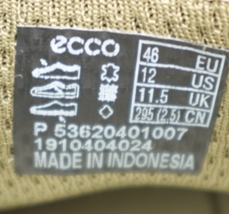 ecco
46 EU
12 US
11.5 UK
295 (2.5) CN
P 53620401007
1910404024
MADE IN INDONESIA